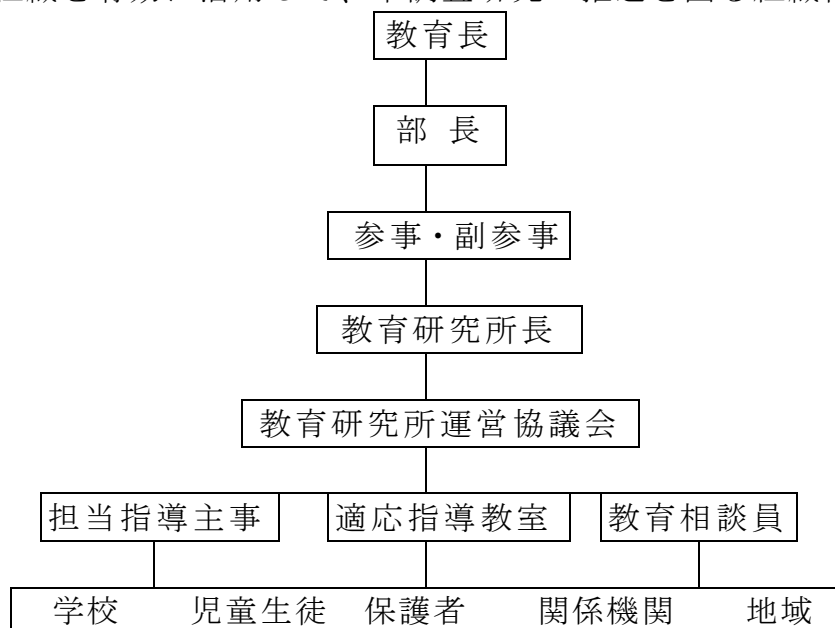 教育長
部 長
参事・副参事
教育研究所長
教育研究所運営協議会
担当指導主事 適応指導教室 教育相談員
学校 児童生徒 保護者 関係機関 地域